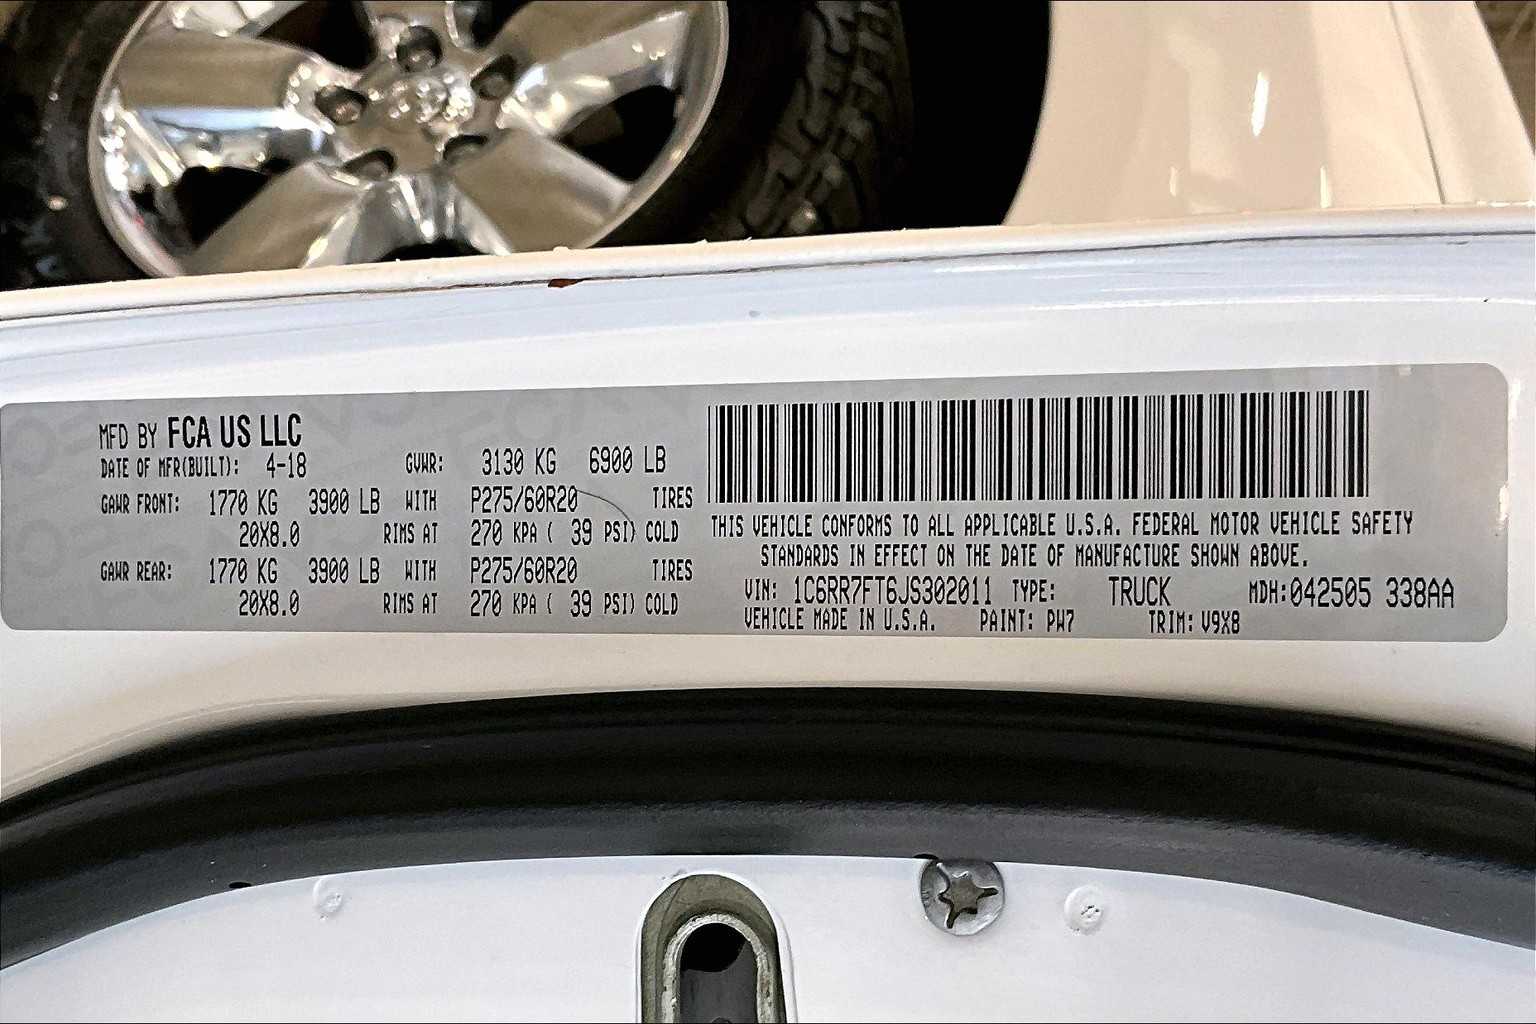 MFD BY FCA US LLC
DATE OF MFR(BUILT): 4-18 GVWR: 3130 KG 6900 LB
GAWR FRONT: 1770 KG 3900 LB WITH P275/60R20 TIRES
20X8.0 RIMS AT 270 KPA ( 39 PSI) COLD
GAWR REAR: 1770 KG 3900 LB WITH P275/60R20 TIRES
20X8.0 RIMS AT 270 KPA ( 39 PSI) COLD
THIS VEHICLE CONFORMS TO ALL APPLICABLE U.S.A. FEDERAL MOTOR VEHICLE SAFETY
STANDARDS IN EFFECT ON THE DATE OF MANUFACTURE SHOWN ABOVE.
VIN: 1C6RR7FT6JS302011 TYPE: TRUCK MDH:042505 338AA
VEHICLE MADE IN U.S.A. PAINT: PW7 TRIM: V9X8